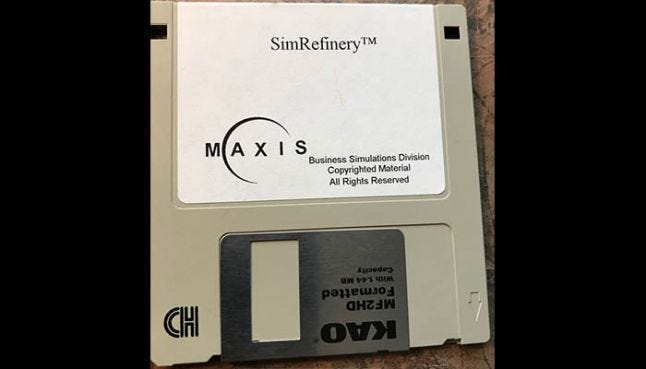 SimRefinery™
MAXIS
Business Simulations Division
Copyrighted Material
All Rights Reserved
KAO
MF2HD
Formatted
With 1.44 MB
Capacity